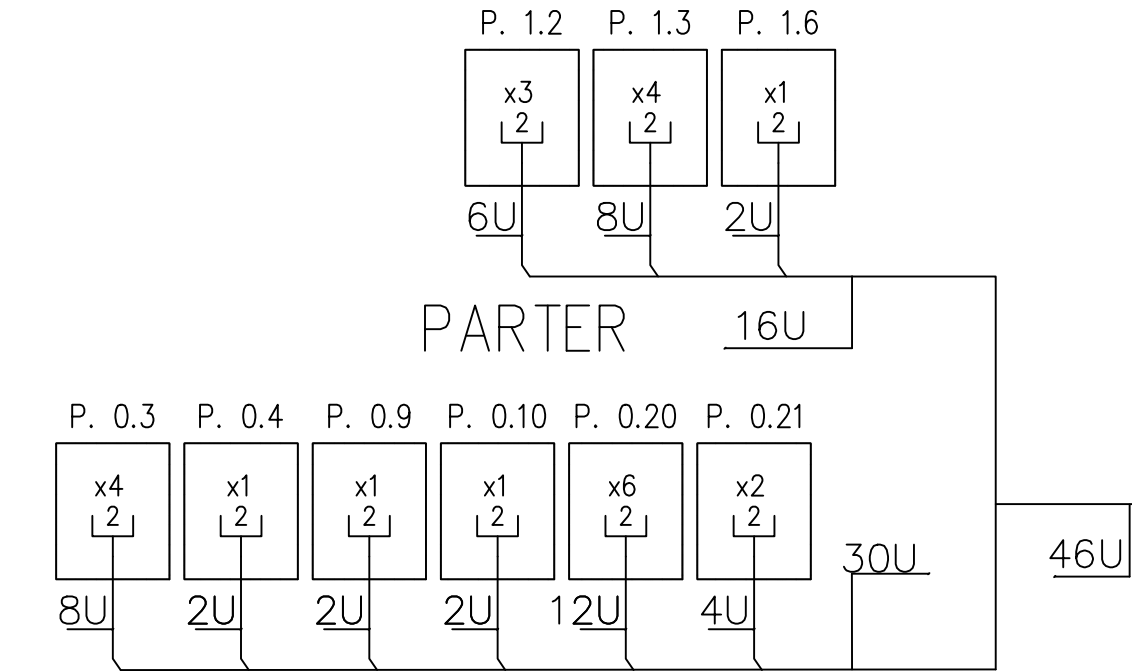 P. 1.2 P. 1.3 P. 1.6
x3 x4 x1
2 2 2
6U 8U 2U
PARTER 16U
P. 0.3 P. 0.4 P. 0.9 P. 0.10 P. 0.20 P. 0.21
x4 x1 x1 x1 x6 x2
2 2 2 2 2 2
30U 46U
8U 2U 2U 2U 12U 4U